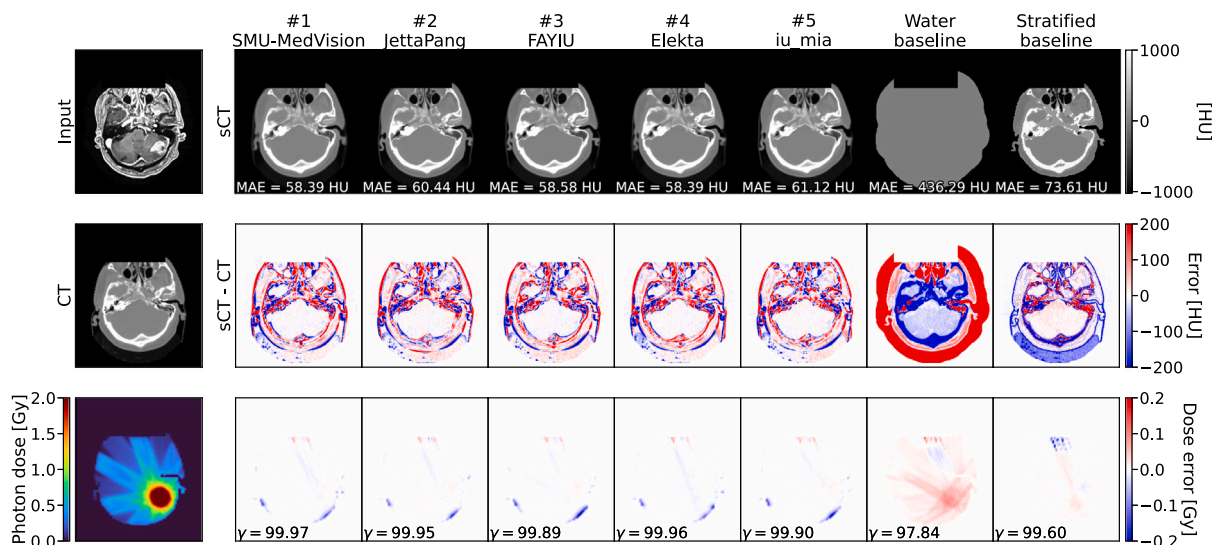 #1
SMU-MedVision
#2
JettaPang
#3
FAYIU
#4
Elekta
#5
iu_mia
Water
baseline
Stratified
baseline
Input
sCT
MAE = 58.39 HU
MAE = 60.44 HU
MAE = 58.58 HU
MAE = 58.39 HU
MAE = 61.12 HU
MAE = 436.29 HU
MAE = 73.61 HU
1000
0
−1000
[HU]
CT
sCT - CT
200
100
0
−100
−200
Error [HU]
Photon dose [Gy]
2.0
1.5
1.0
0.5
0.0
γ = 99.97
γ = 99.95
γ = 99.89
γ = 99.96
γ = 99.90
γ = 97.84
γ = 99.60
0.2
0.1
0.0
−0.1
−0.2
Dose error [Gy]